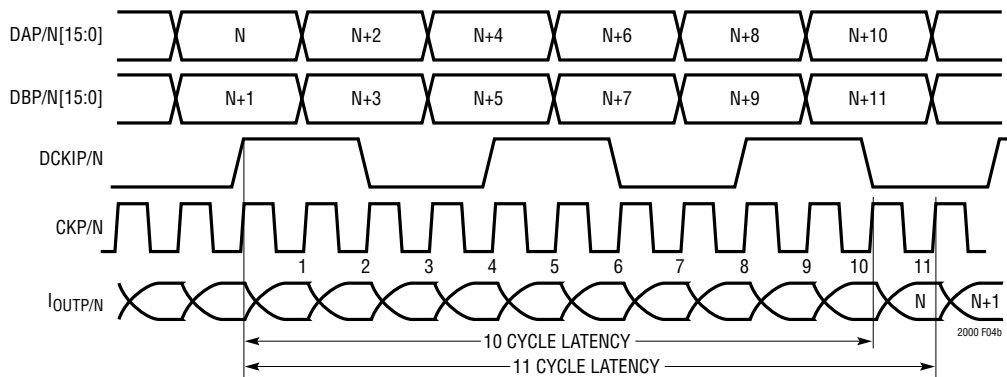 DAP/N[15:0] N N+2 N+4 N+6 N+8 N+10
DBP/N[15:0] N+1 N+3 N+5 N+7 N+9 N+11
DCKIP/N
CKP/N
1 2 3 4 5 6 7 8 9 10 11
IOUTP/N N N+1
2000 F04b
10 CYCLE LATENCY
11 CYCLE LATENCY